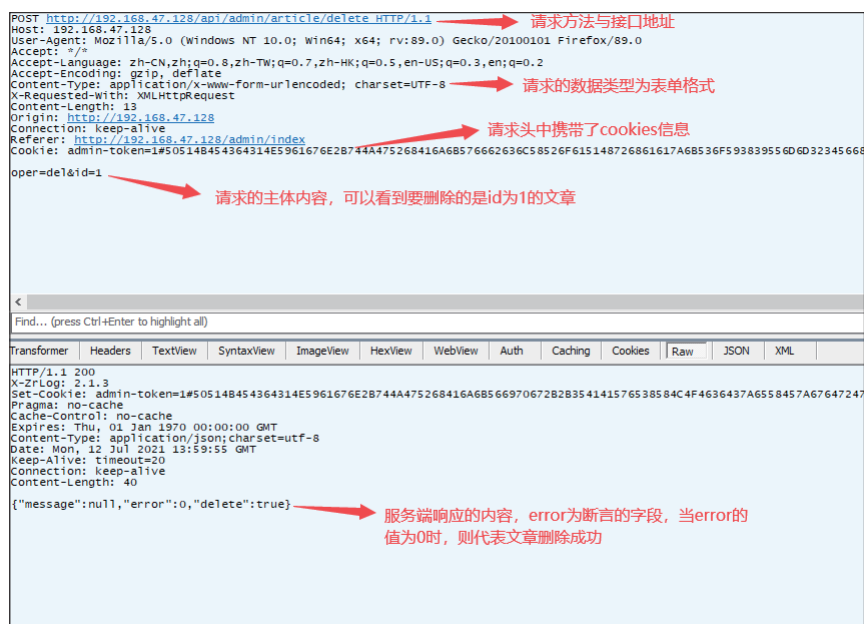 POST http://192.168.47.128/api/admin/article/delete HTTP/1.1
请求方法与接口地址
Host: 192.168.47.128
User-Agent: Mozilla/5.0 (Windows NT 10.0; Win64; x64; rv:89.0) Gecko/20100101 Firefox/89.0
Accept: */*
Accept-Language: zh-CN,zh;q=0.8,zh-TW;q=0.7,zh-HK;q=0.5,en-US;q=0.3,en;q=0.2
Accept-Encoding: gzip, deflate
Content-Type: application/x-www-form-urlencoded; charset=UTF-8
请求的数据类型为表单格式
X-Requested-With: XMLHttpRequest
Content-Length: 13
Origin: http://192.168.47.128
Connection: keep-alive
请求头中携带了cookies信息
Referer: http://192.168.47.128/admin/index
Cookie: admin-token=1#50514B454364314E5961676E2B744A475268416A6B576662636C58526F615148726861617A6B536F593839556D6D32345668
oper=del&id=1
请求的主体内容，可以看到要删除的是id为1的文章
Find... (press Ctrl+Enter to highlight all)
Transformer Headers TextView SyntaxView ImageView HexView WebView Auth Caching Cookies Raw JSON XML
HTTP/1.1 200
X-ZrLog: 2.1.3
Set-Cookie: admin-token=1#50514B454364314E5961676E2B744A475268416A6B566970672B2B354141576538584C4F4636437A6558457A67647247
Pragma: no-cache
Cache-Control: no-cache
Expires: Thu, 01 Jan 1970 00:00:00 GMT
Content-Type: application/json;charset=utf-8
Date: Mon, 12 Jul 2021 13:59:55 GMT
Keep-Alive: timeout=20
Connection: keep-alive
Content-Length: 40
{"message":null,"error":0,"delete":true}
服务端响应的内容，error为断言的字段，当error的
值为0时，则代表文章删除成功